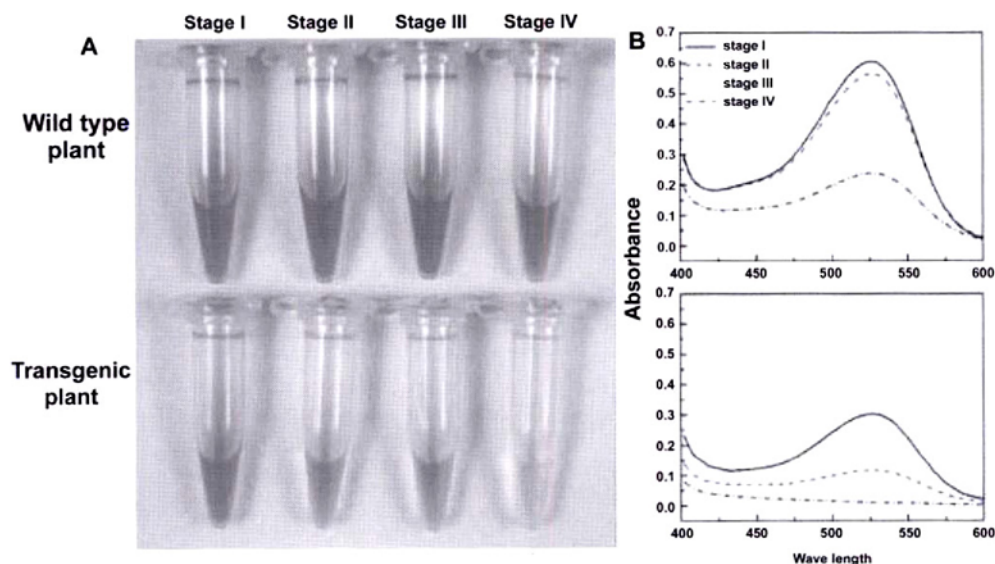 Stage I Stage II Stage III Stage IV
A
B
Wild type
plant
Transgenic
plant
stage I
stage II
stage III
stage IV
0.7
0.6
0.5
0.4
0.3
0.2
0.1
0.0
400 450 500 550 600
Absorbance
0.7
0.6
0.5
0.4
0.3
0.2
0.1
0.0
400 450 500 550 600
Wave length